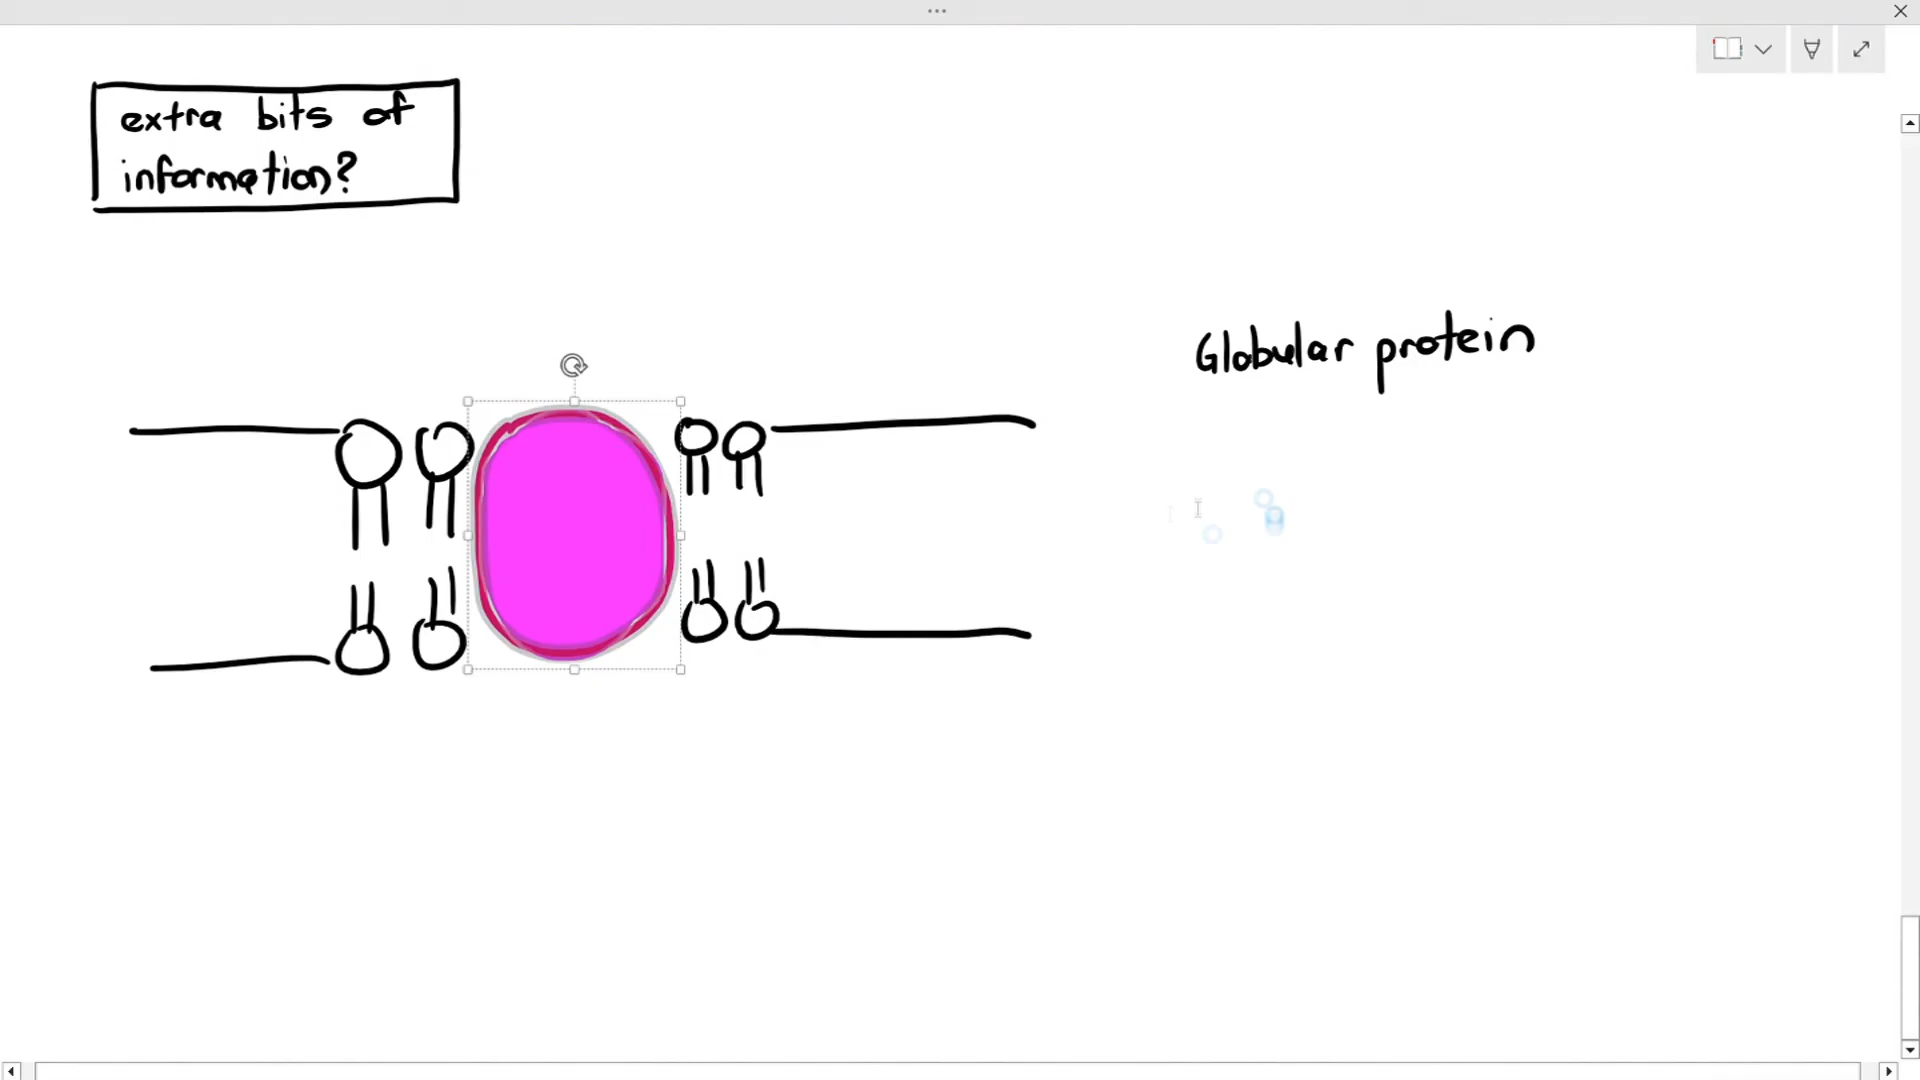 extra bits of
information?
Globular protein